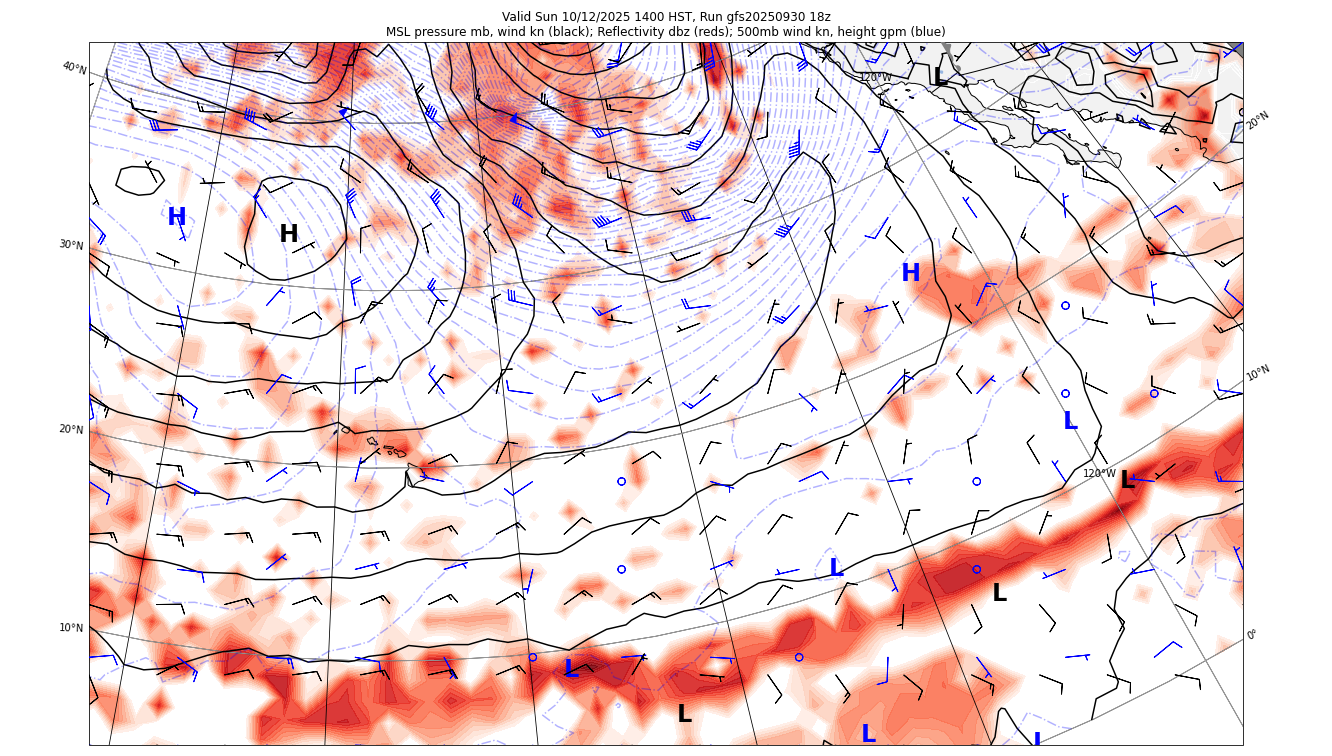 Valid Sun 10/12/2025 1400 HST, Run gfs20250930 18z
MSL pressure mb, wind kn (black); Reflectivity dbz (reds); 500mb wind kn, height gpm (blue)
40°N
120°W
L
20°N
H
H
30°N
H
10°N
L
20°N
120°W
L
L
L
10°N
0°
L
L
L
L